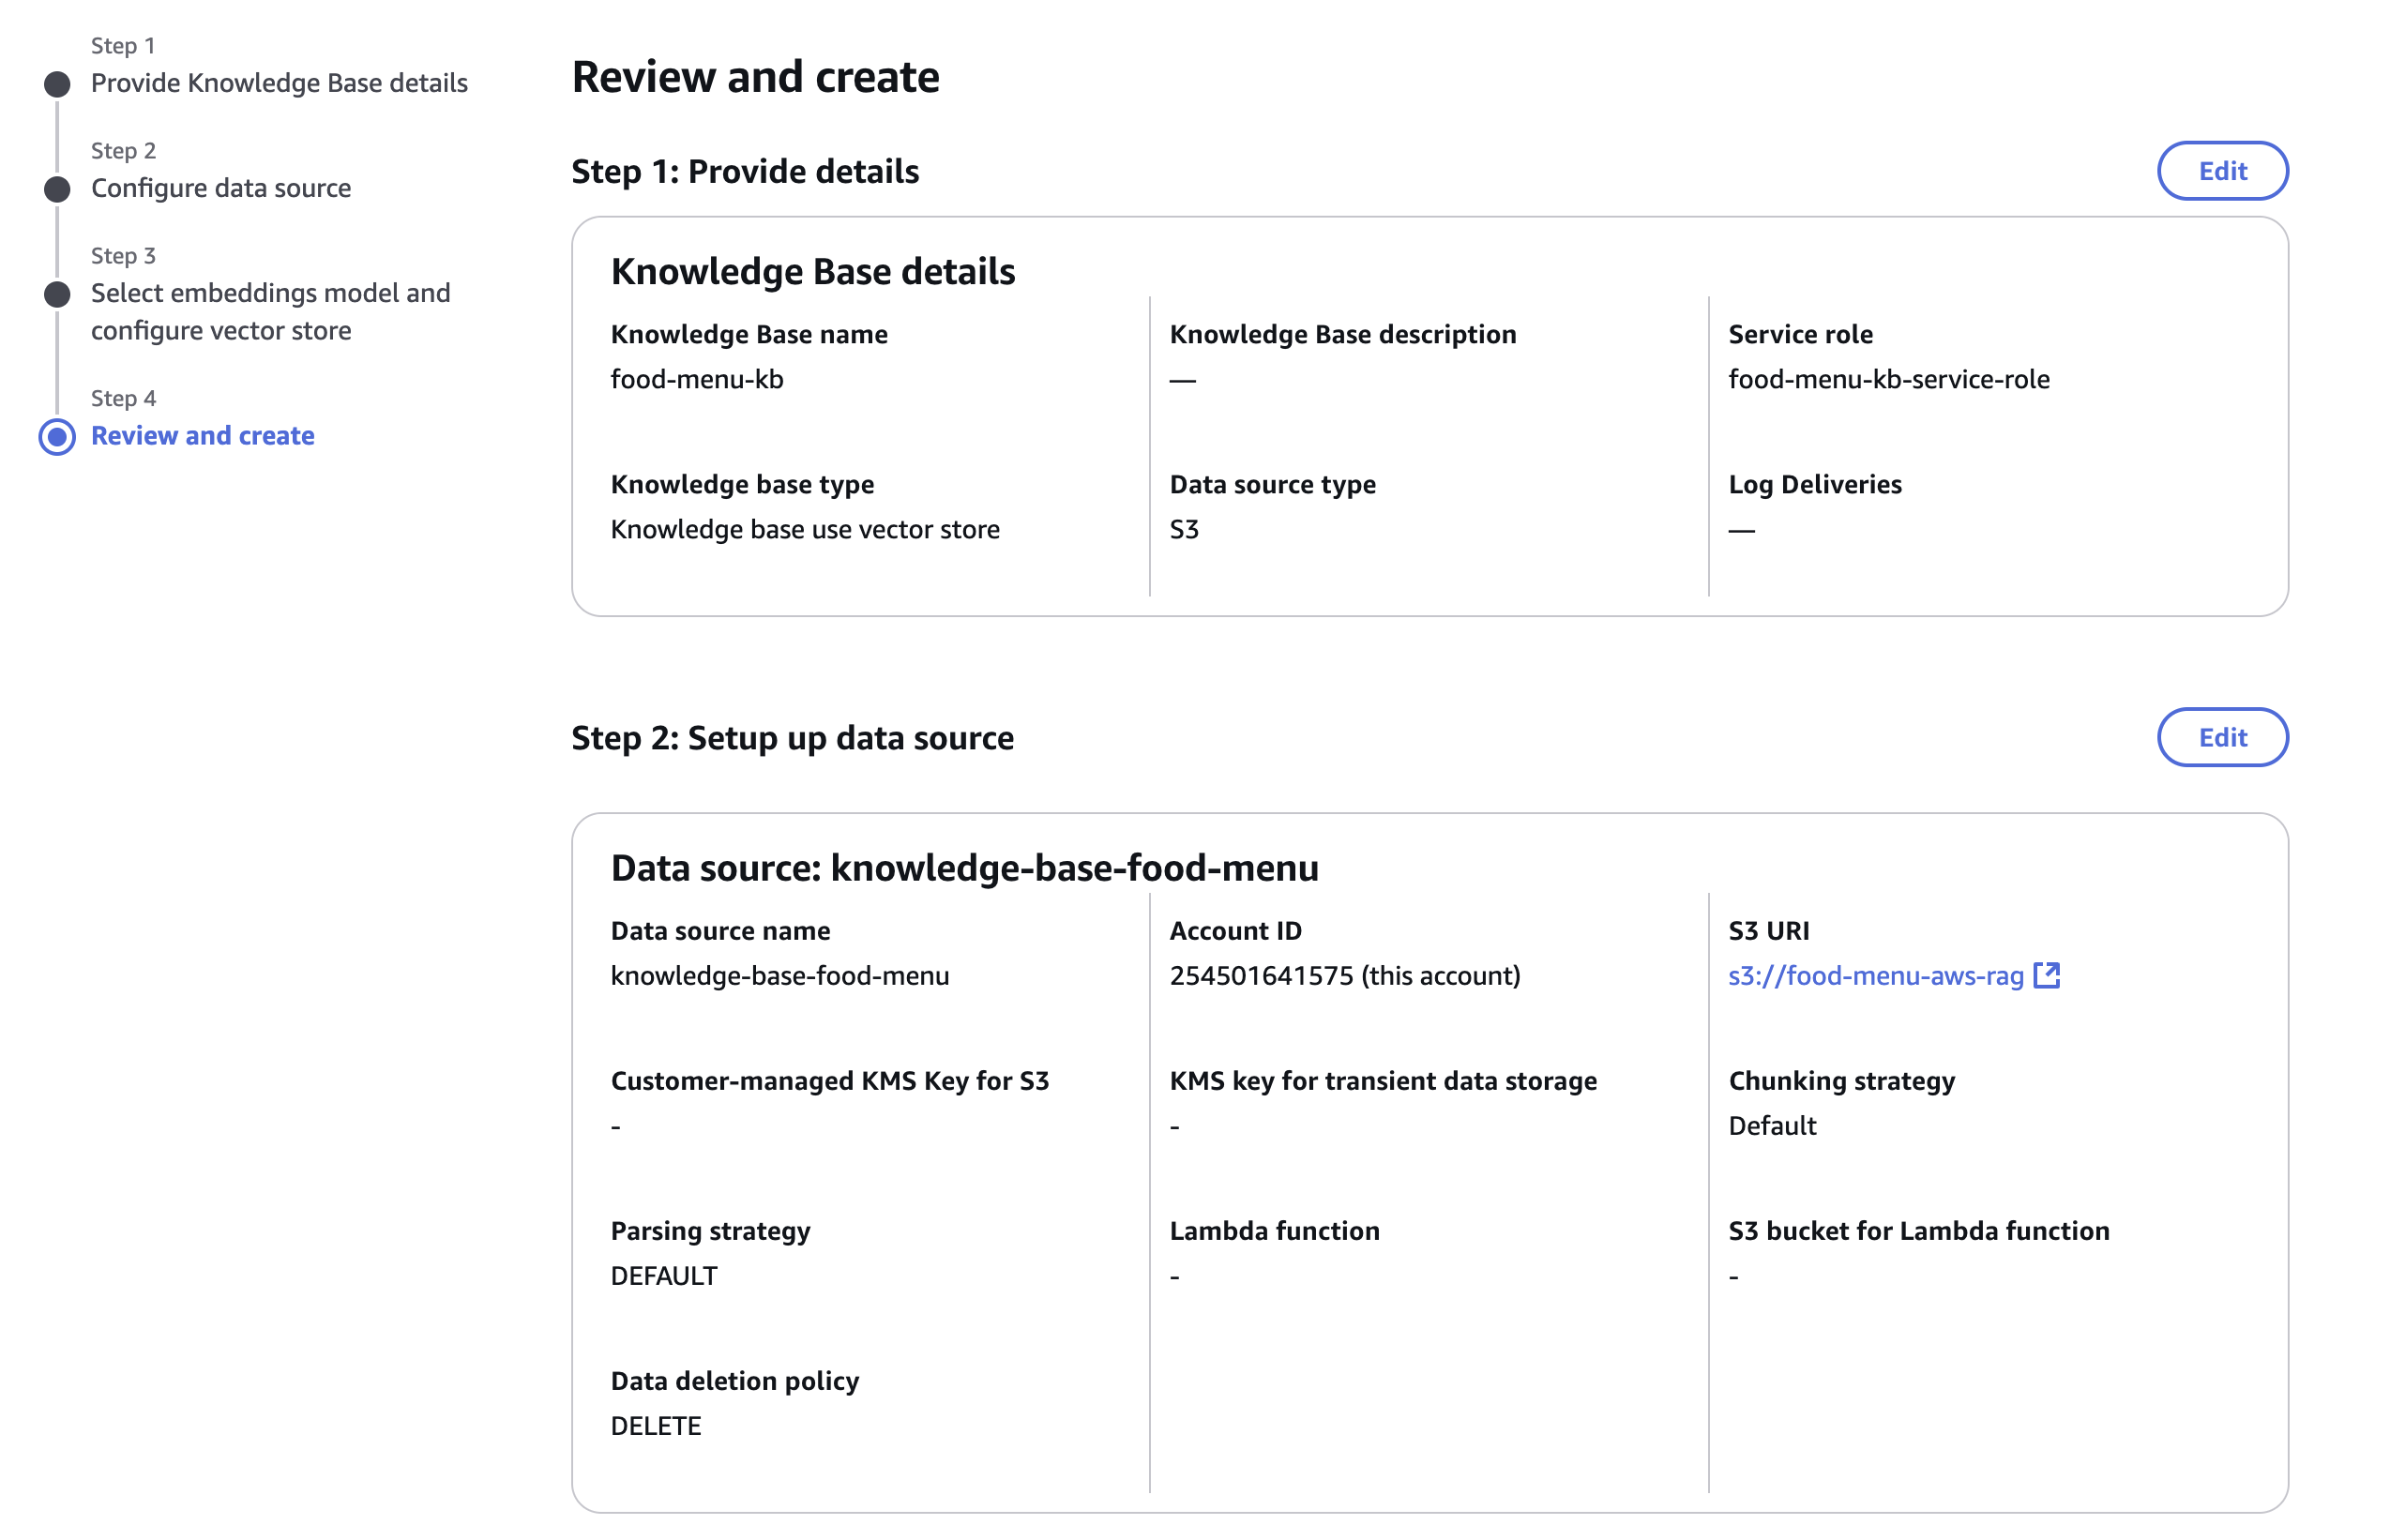 Step 1
Provide Knowledge Base details
Step 2
Configure data source
Step 3
Select embeddings model and
configure vector store
Step 4
Review and create
Review and create
Step 1: Provide details
Edit
Knowledge Base details
Knowledge Base name
food-menu-kb
Knowledge Base description
—
Service role
food-menu-kb-service-role
Knowledge base type
Knowledge base use vector store
Data source type
S3
Log Deliveries
—
Step 2: Setup up data source
Edit
Data source: knowledge-base-food-menu
Data source name
knowledge-base-food-menu
Account ID
254501641575 (this account)
S3 URI
s3://food-menu-aws-rag
Customer-managed KMS Key for S3
-
KMS key for transient data storage
-
Chunking strategy
Default
Parsing strategy
DEFAULT
Lambda function
-
S3 bucket for Lambda function
-
Data deletion policy
DELETE